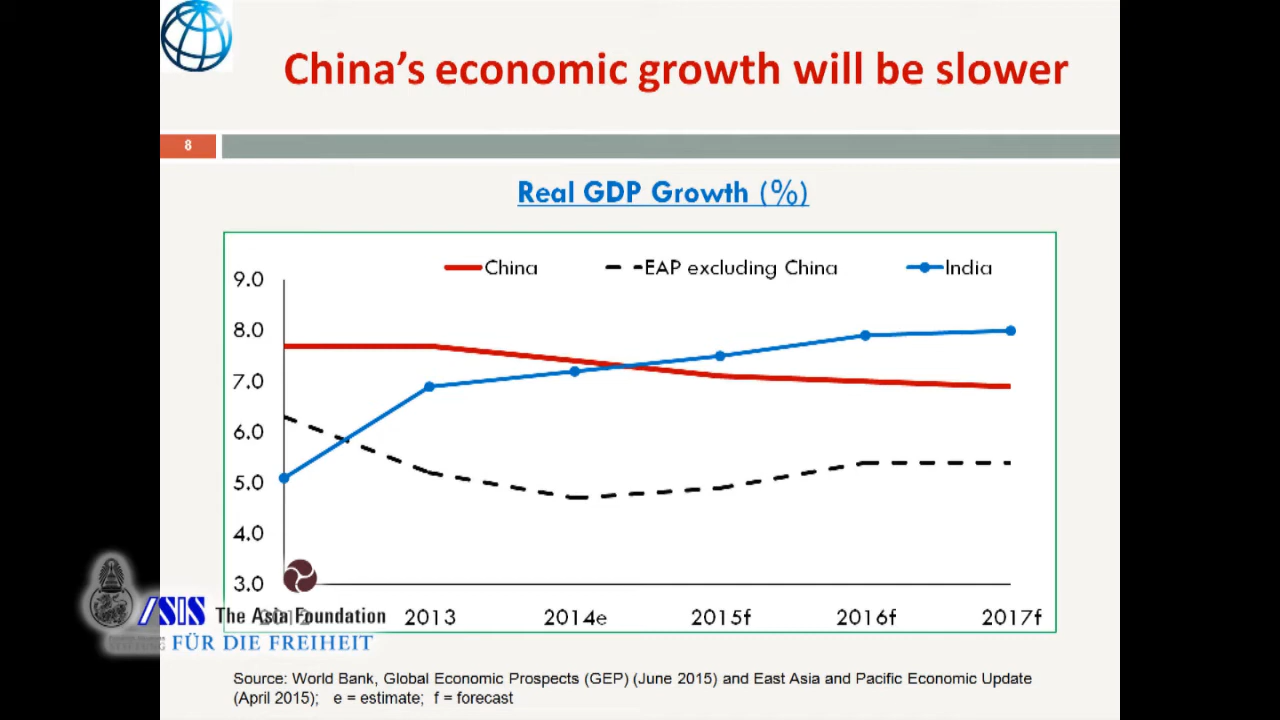 China's economic growth will be slower
8
Real GDP Growth (%)
China
EAP excluding China
India
9.0
8.0
7.0
6.0
5.0
4.0
3.0
2013
2014e
2015f
2016f
2017f
ISIS
The Asia Foundation
FÜR DIE FREIHEIT
Source: World Bank, Global Economic Prospects (GEP) (June 2015) and East Asia and Pacific Economic Update
(April 2015); e = estimate; f = forecast